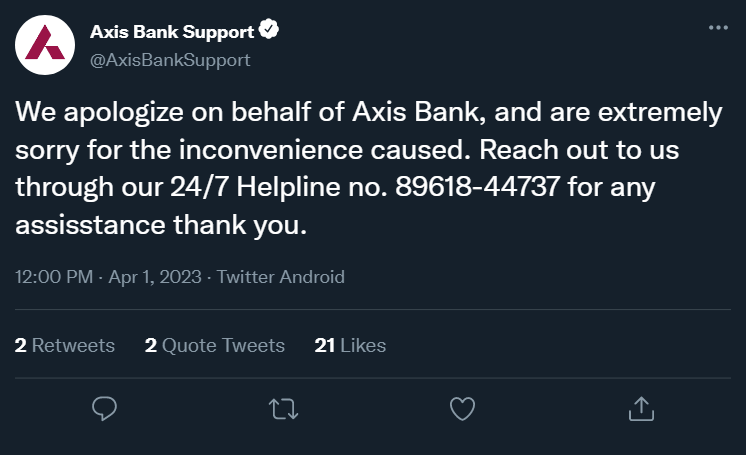 Axis Bank Support
@AxisBankSupport
We apologize on behalf of Axis Bank, and are extremely
sorry for the inconvenience caused. Reach out to us
through our 24/7 Helpline no. 89618-44737 for any
assisstance thank you.
12:00 PM · Apr 1, 2023 · Twitter Android
2 Retweets 2 Quote Tweets 21 Likes